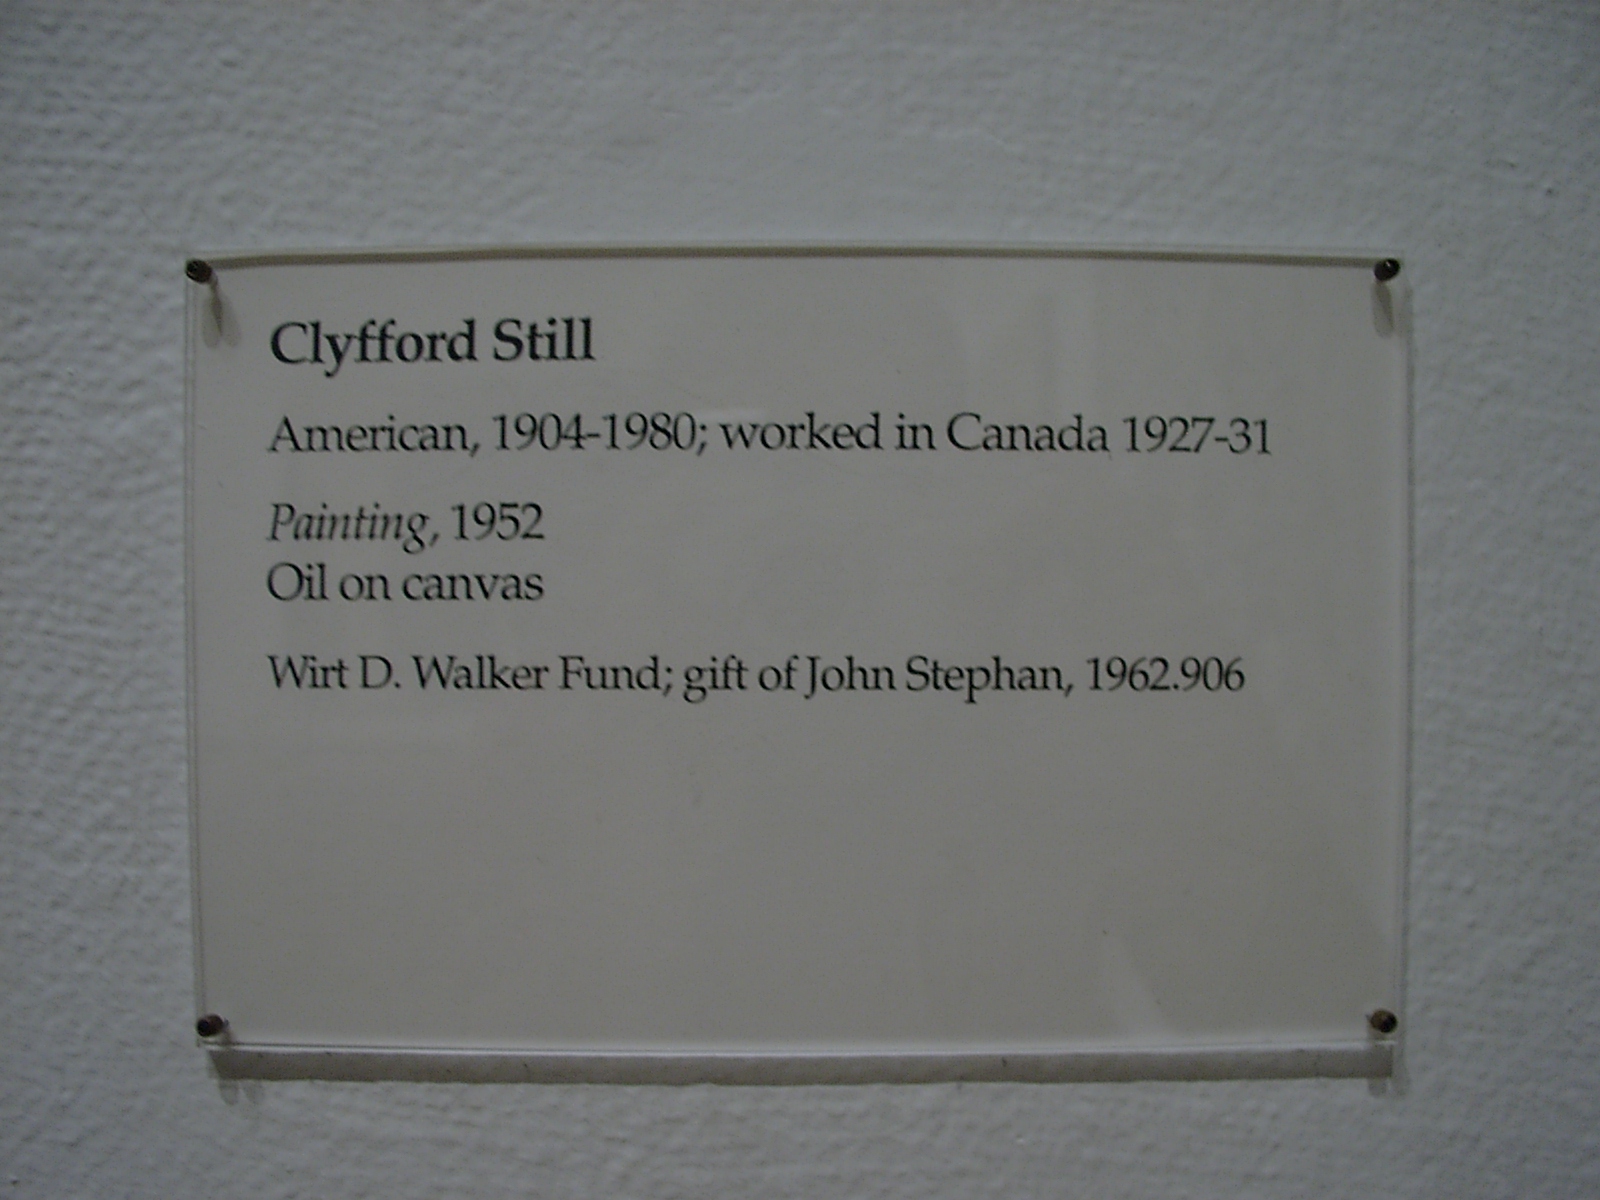 Clyfford Still
American, 1904-1980; worked in Canada 1927-31
Painting, 1952
Oil on canvas
Wirt D. Walker Fund; gift of John Stephan, 1962.906